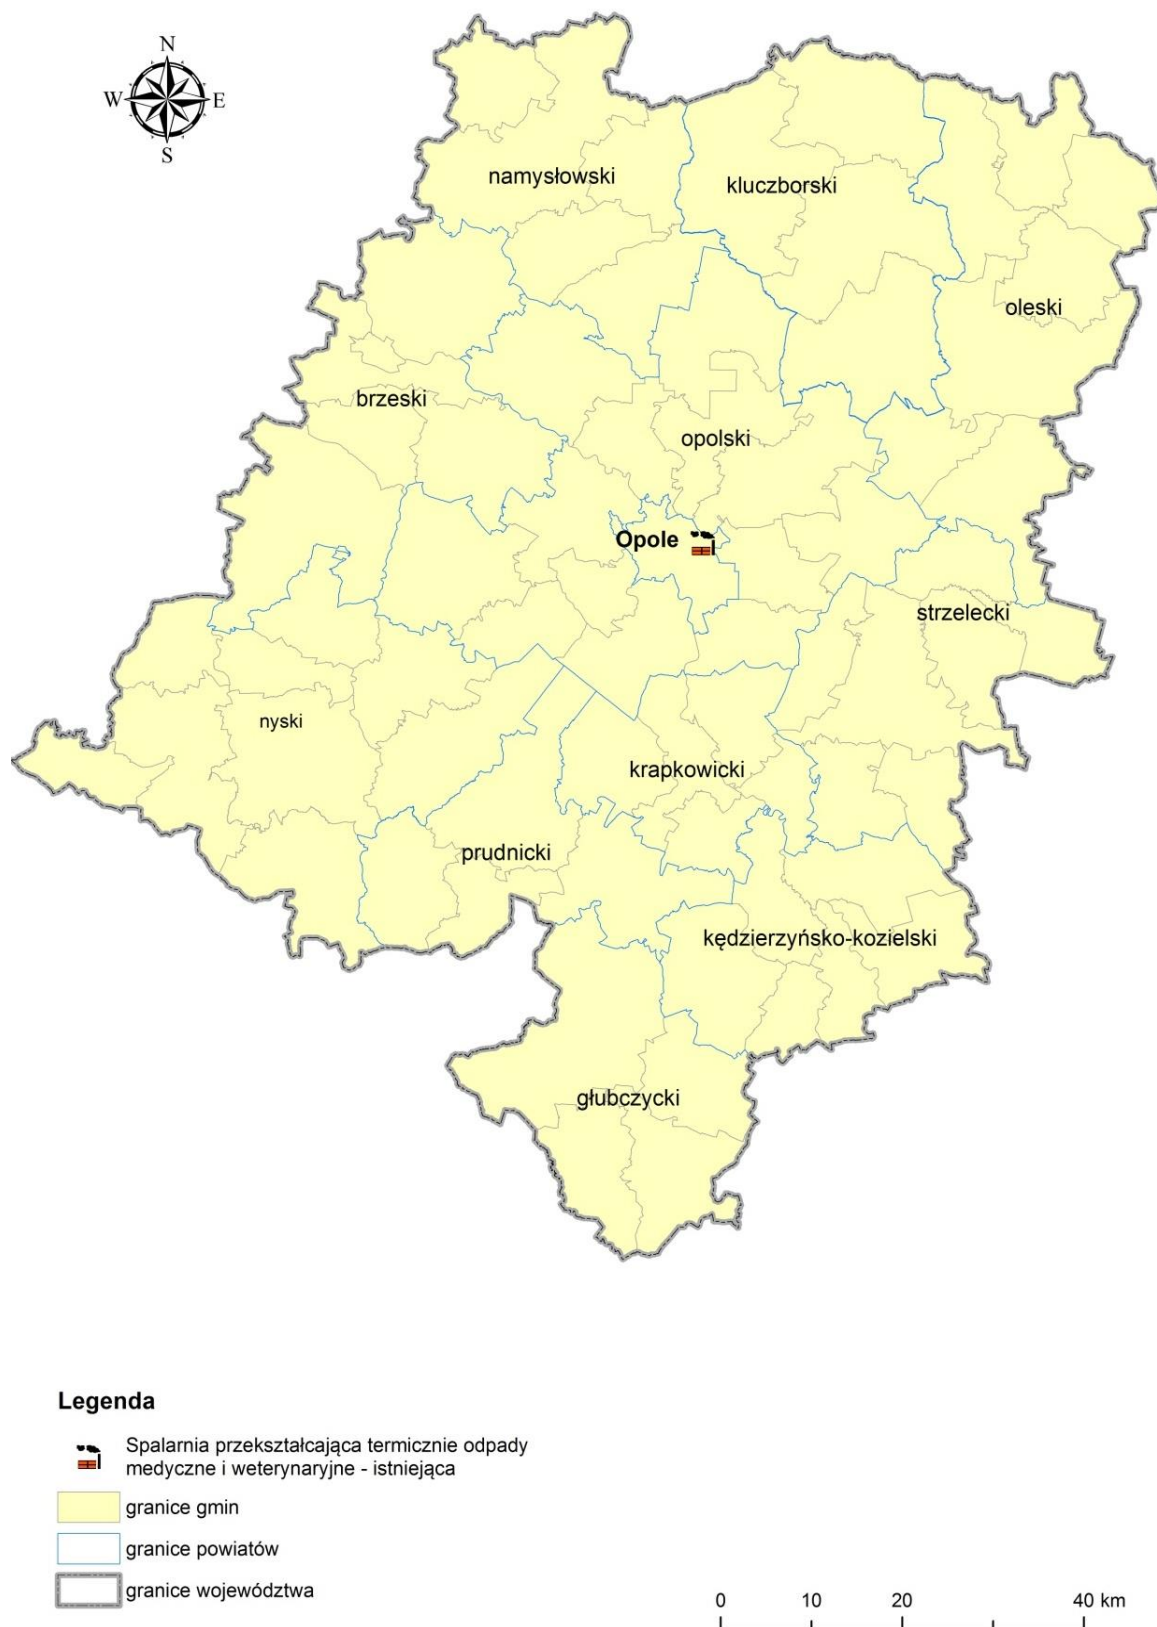 N
W E
S
namysłowski
kluczborski
oleski
brzeski
opolski
Opole
strzelecki
nyski
krapkowicki
prudnicki
kędzierzyńsko-kozielski
głubczycki
Legenda
Spalarnia przekształcająca termicznie odpady
medyczne i weterynaryjne - istniejąca
granice gmin
granice powiatów
granice województwa
0 10 20 40 km